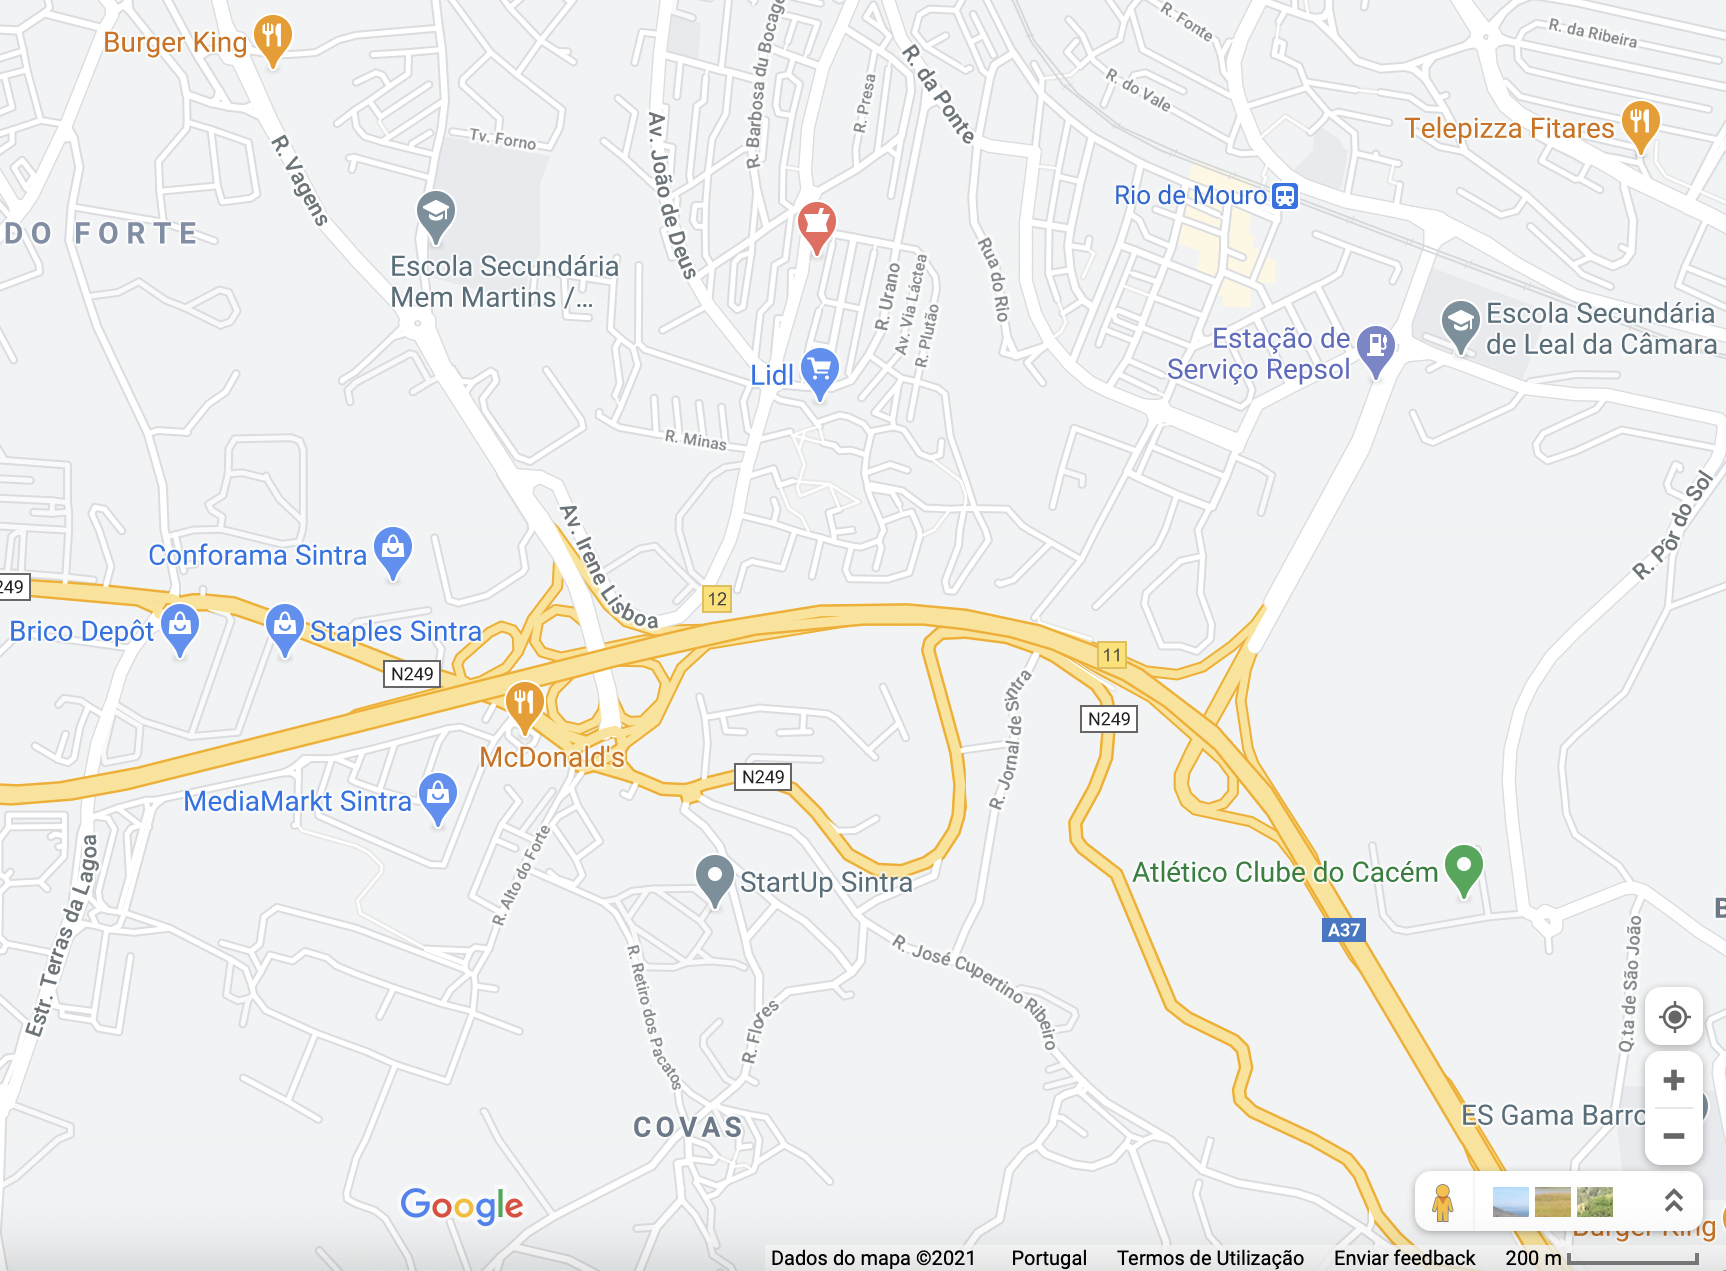 R. Fonte
R. da Ribeira
Burger King
R. Barbosa du Bocage
R. da Ponte
R. do Vale
R. Presa
Telepizza Fitares
Tv. Forno
R. Vagens
Av. João de Deus
Rio de Mouro
DO FORTE
Escola Secundária
Mem Martins /...
Rua do Rio
R. Urano
Av. Via Láctea
R. Plutão
Escola Secundária
de Leal da Câmara
Estação de
Serviço Repsol
Lidl
R. Minas
R. Pôr do Sol
Av. Irene Lisboa
Conforama Sintra
249
12
Brico Depôt
Staples Sintra
N249
11
R. Jornal de Sintra
N249
McDonald's
N249
MediaMarkt Sintra
R. Alto do Forte
Estr. Terras da Lagoa
StartUp Sintra
Atlético Clube do Cacém
B
A37
R. José Cupertino Ribeiro
R. Retiro dos Pacatos
R. Flores
Q.ta de São João
+
COVAS
ES Gama Barro
−
Google
Burger King
Dados do mapa ©2021 Portugal Termos de Utilização Enviar feedback 200 m